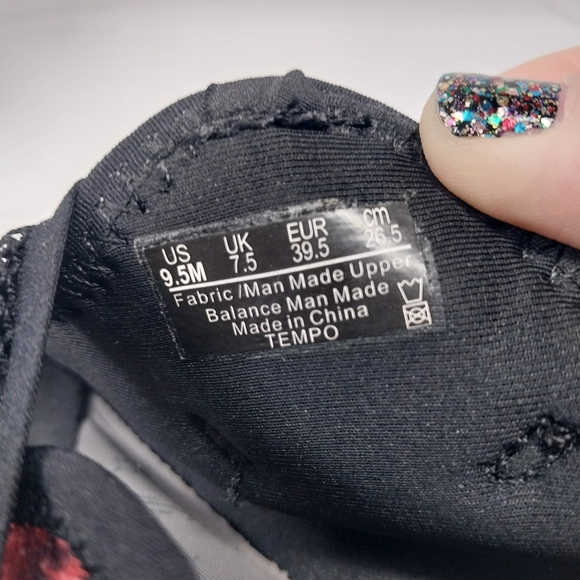 US UK EUR cm
9.5M 7.5 39.5 26.5
Fabric /Man Made Upper
Balance Man Made
Made in China
TEMPO